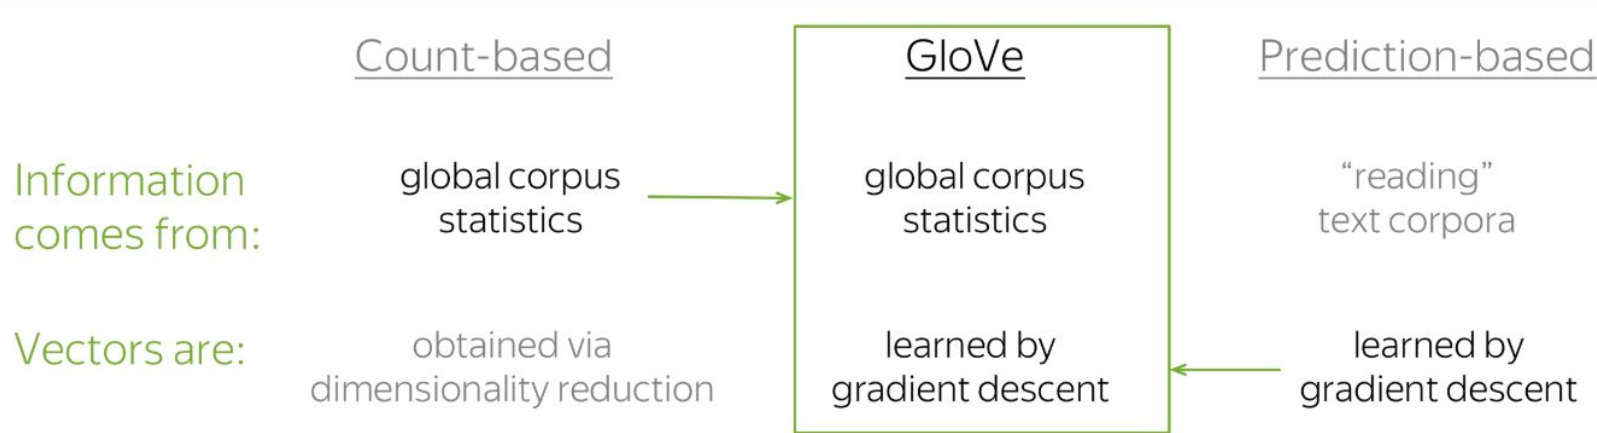 Count-based GloVe Prediction-based
Information global corpus global corpus “reading”
comes from: statistics statistics text corpora
Vectors are: obtained via learned by learned by
dimensionality reduction gradient descent gradient descent